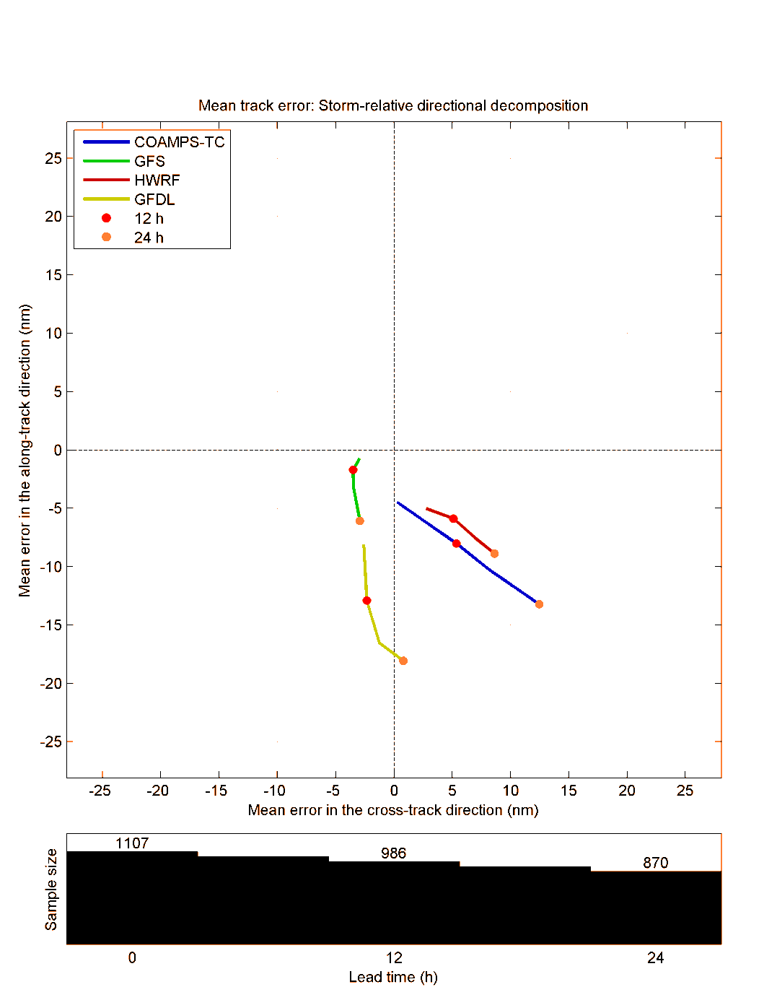 Mean track error: Storm-relative directional decomposition
COAMPS-TC
GFS
HWRF
GFDL
12 h
24 h
25
20
15
10
5
0
-5
-10
-15
-20
-25
Mean error in the along-track direction (nm)
-25 -20 -15 -10 -5 0 5 10 15 20 25
Mean error in the cross-track direction (nm)
1107 986 870
Sample size
0 12 24
Lead time (h)